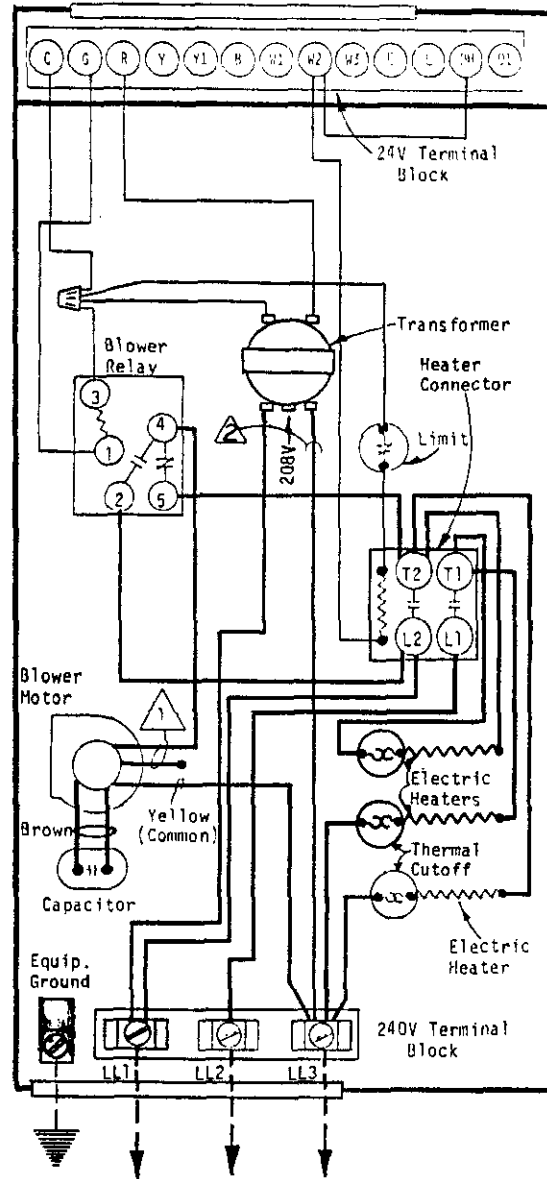 C G R Y Y1 B W1 W2 W3
24V Terminal
Block
Transformer
Blower
Relay
Heater
Connector
3
4
1
2
5
2
208V
Limit
T2
T1
L2
L1
Blower
Motor
1
Yellow
(Common)
Brown
Capacitor
Electric
Heaters
Thermal
Cutoff
Electric
Heater
Equip.
Ground
240V Terminal
Block
LL1
LL2
LL3